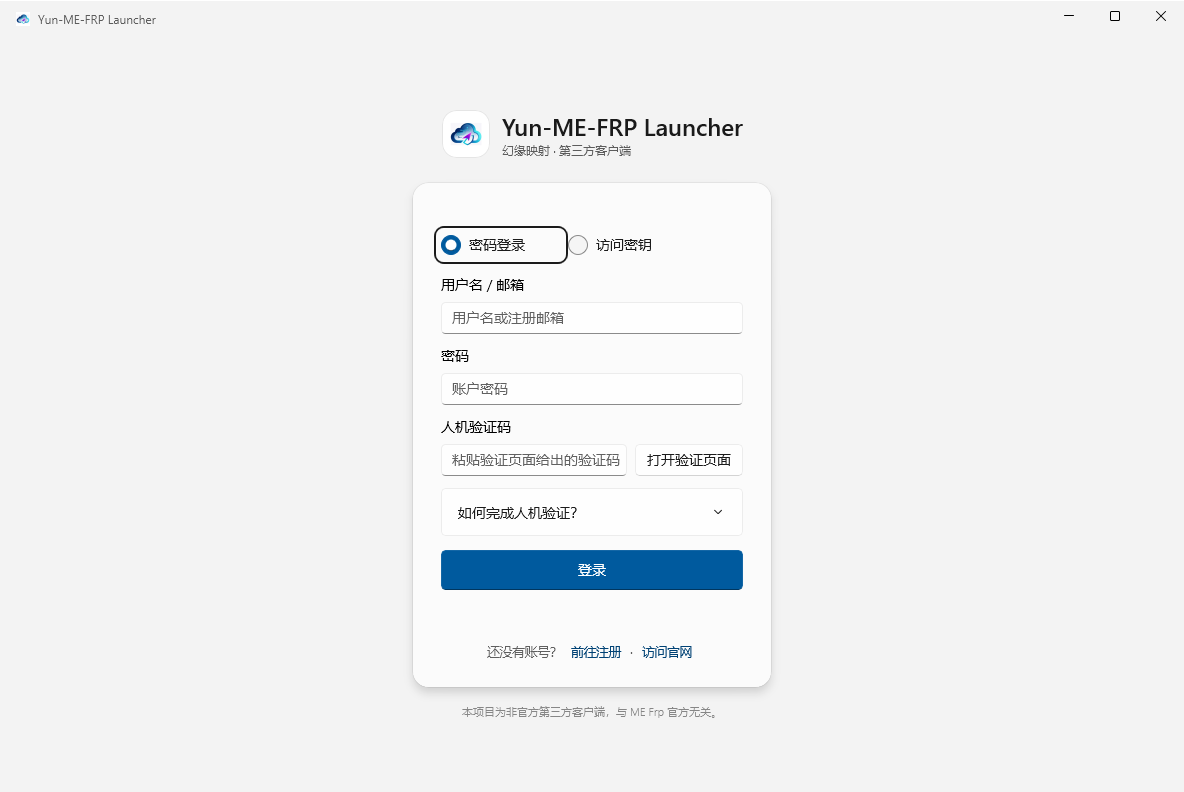 Yun-ME-FRP Launcher
Yun-ME-FRP Launcher
幻缘映射 · 第三方客户端
密码登录
访问密钥
用户名 / 邮箱
用户名或注册邮箱
密码
账户密码
人机验证码
粘贴验证页面给出的验证码
打开验证页面
如何完成人机验证？
登录
还没有账号？ 前往注册 · 访问官网
本项目为非官方第三方客户端，与 ME Frp 官方无关。